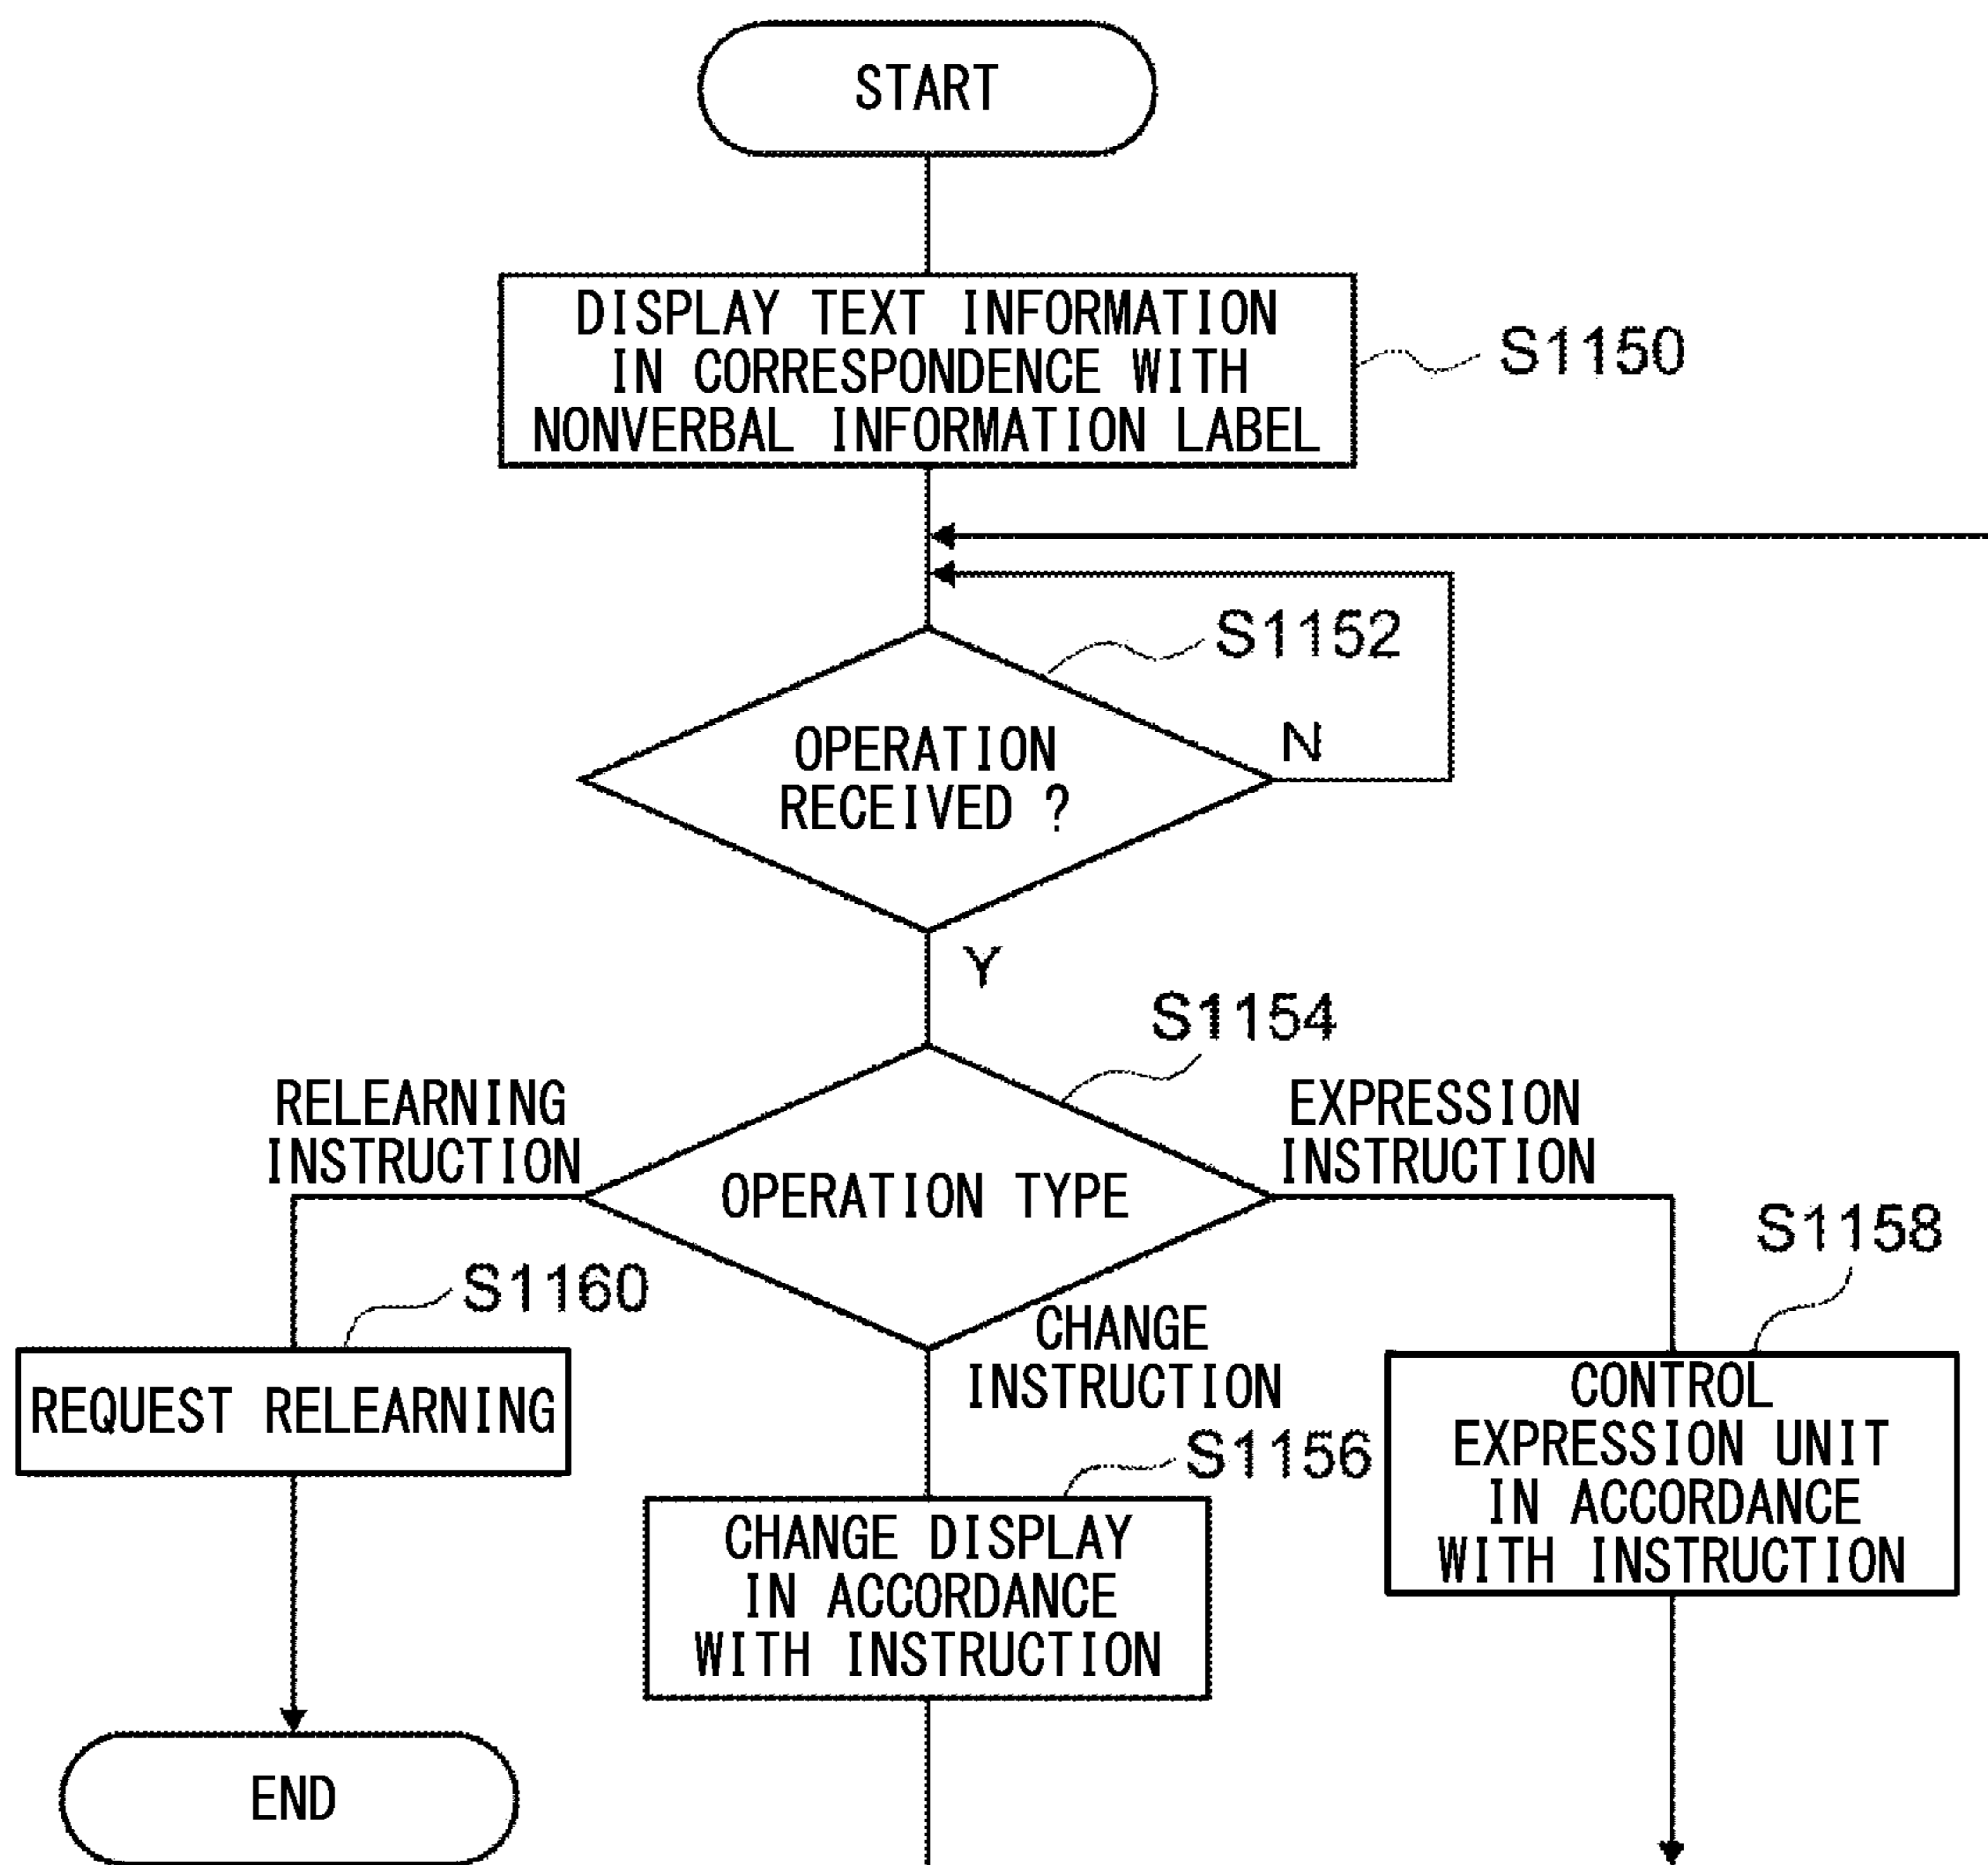 START
DISPLAY TEXT INFORMATION
IN CORRESPONDENCE WITH
NONVERBAL INFORMATION LABEL
S1150
S1152
OPERATION
RECEIVED ?
N
Y
S1154
RELEARNING
INSTRUCTION
EXPRESSION
INSTRUCTION
OPERATION TYPE
S1158
S1160
CHANGE
INSTRUCTION
REQUEST RELEARNING
CONTROL
EXPRESSION UNIT
IN ACCORDANCE
WITH INSTRUCTION
S1156
CHANGE DISPLAY
IN ACCORDANCE
WITH INSTRUCTION
END